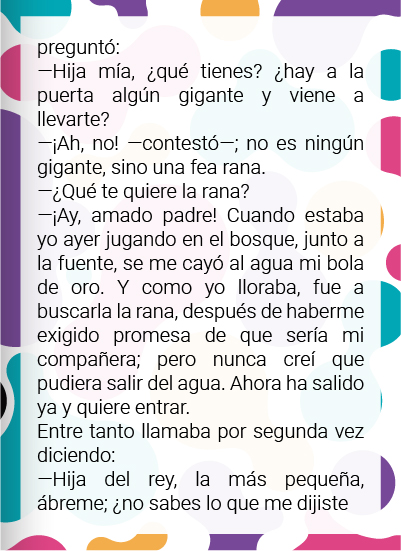 preguntó:
—Hija mía, ¿qué tienes? ¿hay a la
puerta algún gigante y viene a
llevarte?
—¡Ah, no! —contestó—; no es ningún
gigante, sino una fea rana.
—¿Qué te quiere la rana?
—¡Ay, amado padre! Cuando estaba
yo ayer jugando en el bosque, junto a
la fuente, se me cayó al agua mi bola
de oro. Y como yo lloraba, fue a
buscarla la rana, después de haberme
exigido promesa de que sería mi
compañera; pero nunca creí que
pudiera salir del agua. Ahora ha salido
ya y quiere entrar.
Entre tanto llamaba por segunda vez
diciendo:
—Hija del rey, la más pequeña,
ábreme; ¿no sabes lo que me dijiste